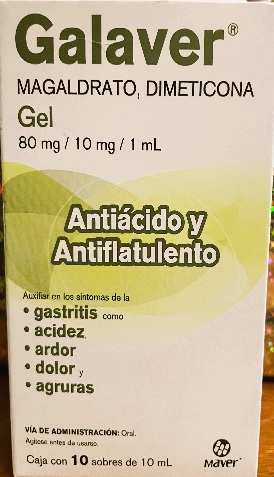 Galaver®
MAGALDRATO, DIMETICONA
Gel
80 mg / 10 mg / 1 mL
Antiácido y
Antiflatulento
Auxiliar en los síntomas de la
• gastritis como
• acidez,
• ardor
• dolor y
• agruras
VÍA DE ADMINISTRACIÓN: Oral.
Agítese antes de usarse.
Caja con 10 sobres de 10 mL
Maver®